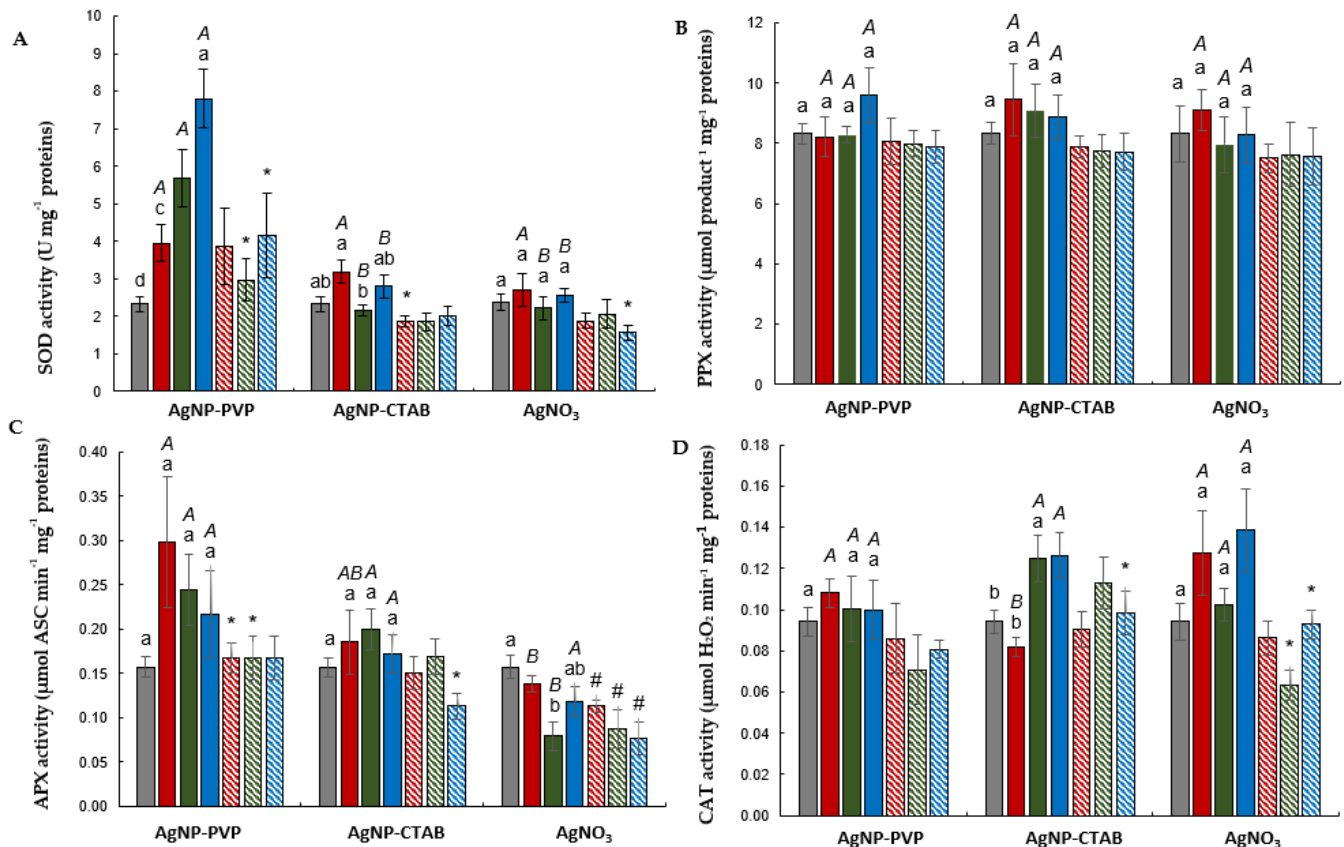 A
SOD activity (U mg⁻¹ proteins)
10
9
8
7
6
5
4
3
2
1
0
d
A
c
A
A
a
*
*
ab
A
a
B
b
B
ab
*
a
A
a
B
a
B
a
*
AgNP-PVP AgNP-CTAB AgNO₃
B
PPX activity (µmol product ¹ mg⁻¹ proteins)
12
10
8
6
4
2
0
a
A
a
A
a
A
a
a
A
a
A
a
A
a
a
A
a
A
a
A
a
AgNP-PVP AgNP-CTAB AgNO₃
C
APX activity (µmol ASC min⁻¹ mg⁻¹ proteins)
0.45
0.40
0.35
0.30
0.25
0.20
0.15
0.10
0.05
0.00
a
A
a
A
a
A
a
*
*
a
AB
a
A
a
A
a
*
a
B
B
b
A
ab
#
#
#
AgNP-PVP AgNP-CTAB AgNO₃
D
CAT activity (µmol H₂O₂ min⁻¹ mg⁻¹ proteins)
0.18
0.16
0.14
0.12
0.10
0.08
0.06
0.04
0.02
0.00
a
A
A
a
A
a
b
B
b
A
a
A
*
a
A
a
A
a
A
a
*
*
AgNP-PVP AgNP-CTAB AgNO₃